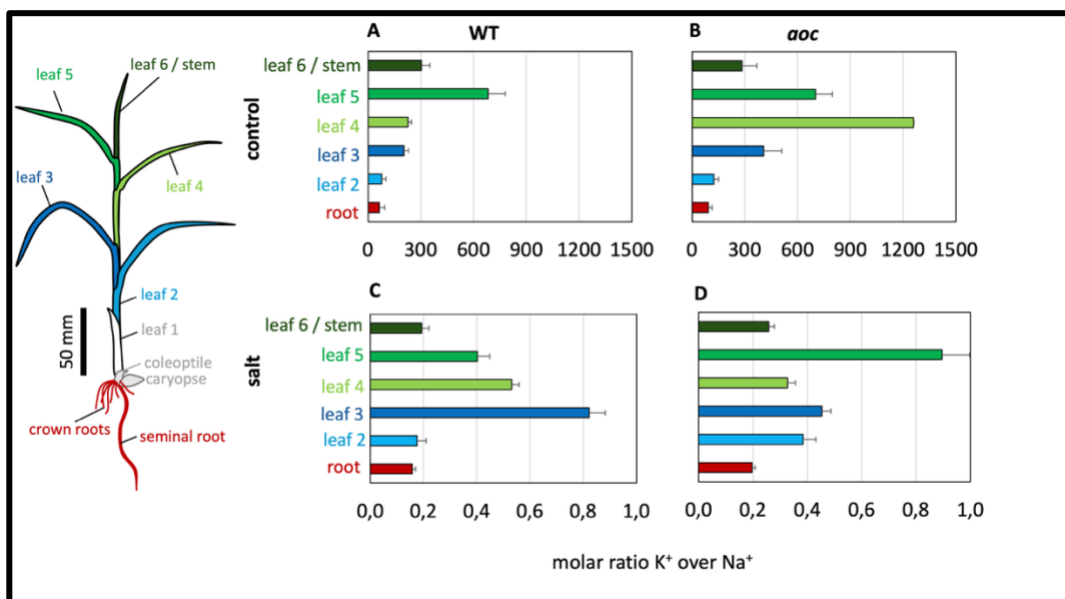 A
WT
B
aoc
leaf 6 / stem
leaf 5
leaf 4
leaf 3
leaf 2
leaf 1
50 mm
coleoptile
caryopse
crown roots
seminal root
control
leaf 6 / stem
leaf 5
leaf 4
leaf 3
leaf 2
root
0 300 600 900 1200 1500
0 300 600 900 1200 1500
C
D
salt
leaf 6 / stem
leaf 5
leaf 4
leaf 3
leaf 2
root
0,0 0,2 0,4 0,6 0,8 1,0
0,0 0,2 0,4 0,6 0,8 1,0
molar ratio K⁺ over Na⁺